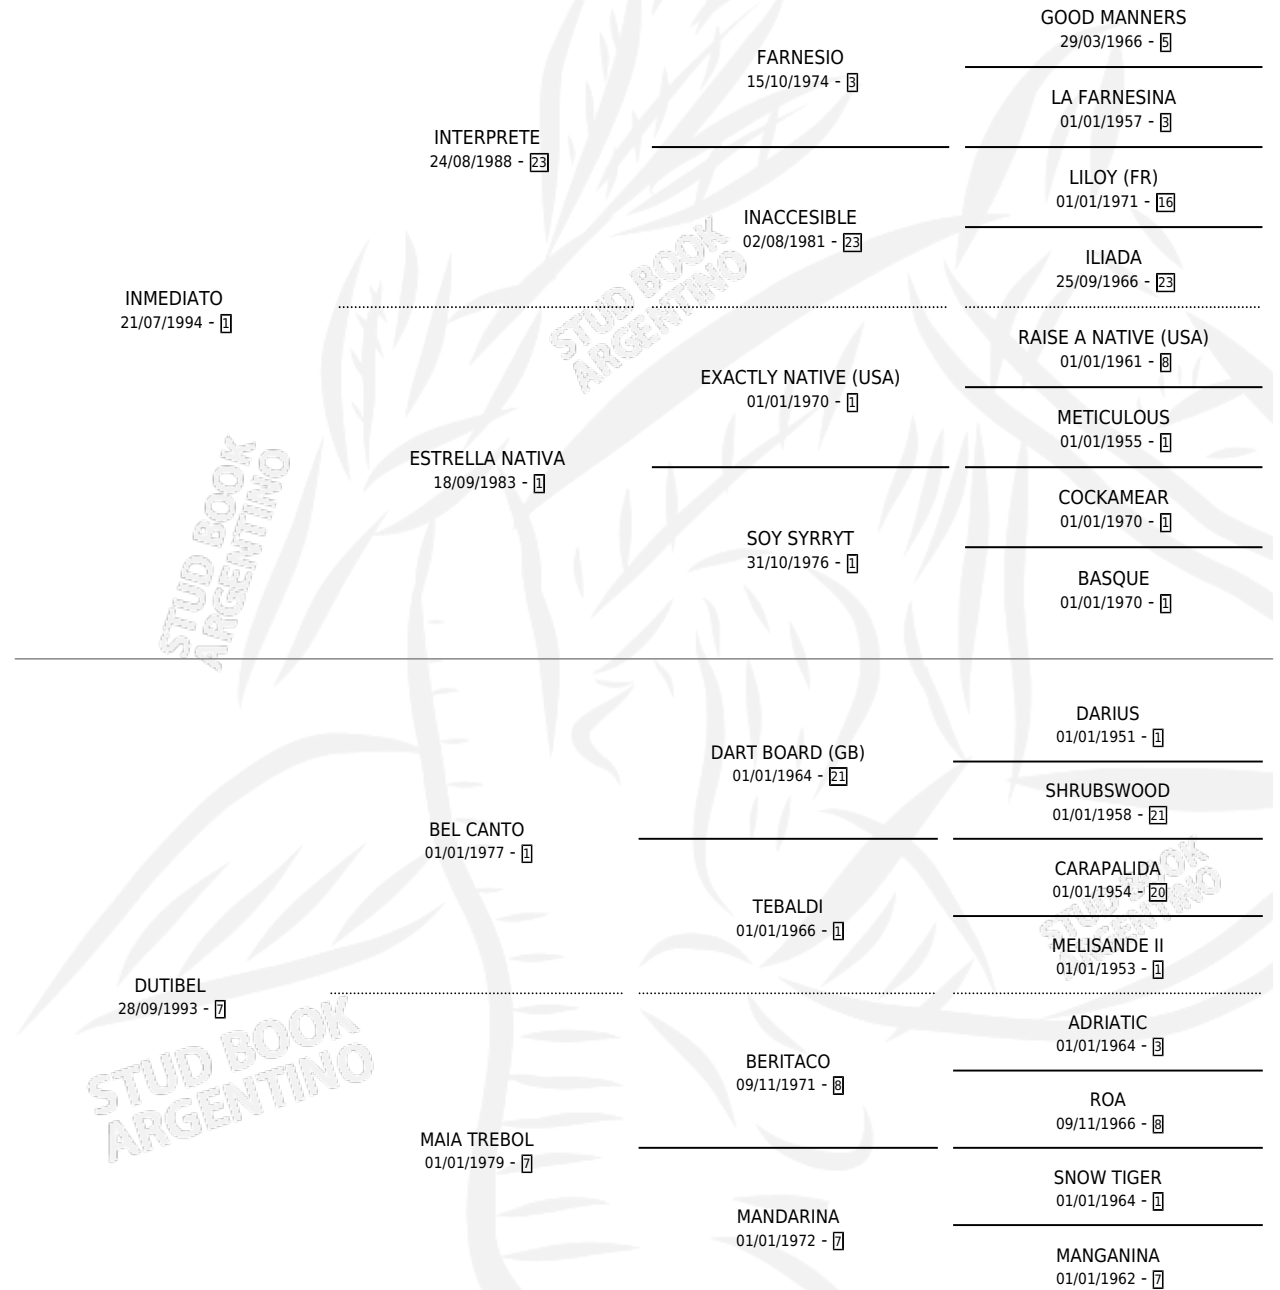 GOOD MANNERS
29/03/1966 - 5
FARNESIO
15/10/1974 - 3
LA FARNESINA
01/01/1957 - 3
INTERPRETE
24/08/1988 - 23
LILOY (FR)
01/01/1971 - 16
INACCESIBLE
02/08/1981 - 23
ILIADA
25/09/1966 - 23
INMEDIATO
21/07/1994 - 1
RAISE A NATIVE (USA)
01/01/1961 - 8
EXACTLY NATIVE (USA)
01/01/1970 - 1
METICULOUS
01/01/1955 - 1
ESTRELLA NATIVA
18/09/1983 - 1
COCKAMEAR
01/01/1970 - 1
SOY SYRRYT
31/10/1976 - 1
BASQUE
01/01/1970 - 1
DARIUS
01/01/1951 - 1
DART BOARD (GB)
01/01/1964 - 21
SHRUBSWOOD
01/01/1958 - 21
BEL CANTO
01/01/1977 - 1
CARAPALIDA
01/01/1954 - 20
TEBALDI
01/01/1966 - 1
MELISANDE II
01/01/1953 - 1
DUTIBEL
28/09/1993 - 7
ADRIATIC
01/01/1964 - 3
BERITACO
09/11/1971 - 8
ROA
09/11/1966 - 8
MAIA TREBOL
01/01/1979 - 7
SNOW TIGER
01/01/1964 - 1
MANDARINA
01/01/1972 - 7
MANGANINA
01/01/1962 - 7
STUD BOOK
ARGENTINO
STUD BOOK
ARGENTINO
STUD BOOK
ARGENTINO
STUD BOOK
ARGENTINO